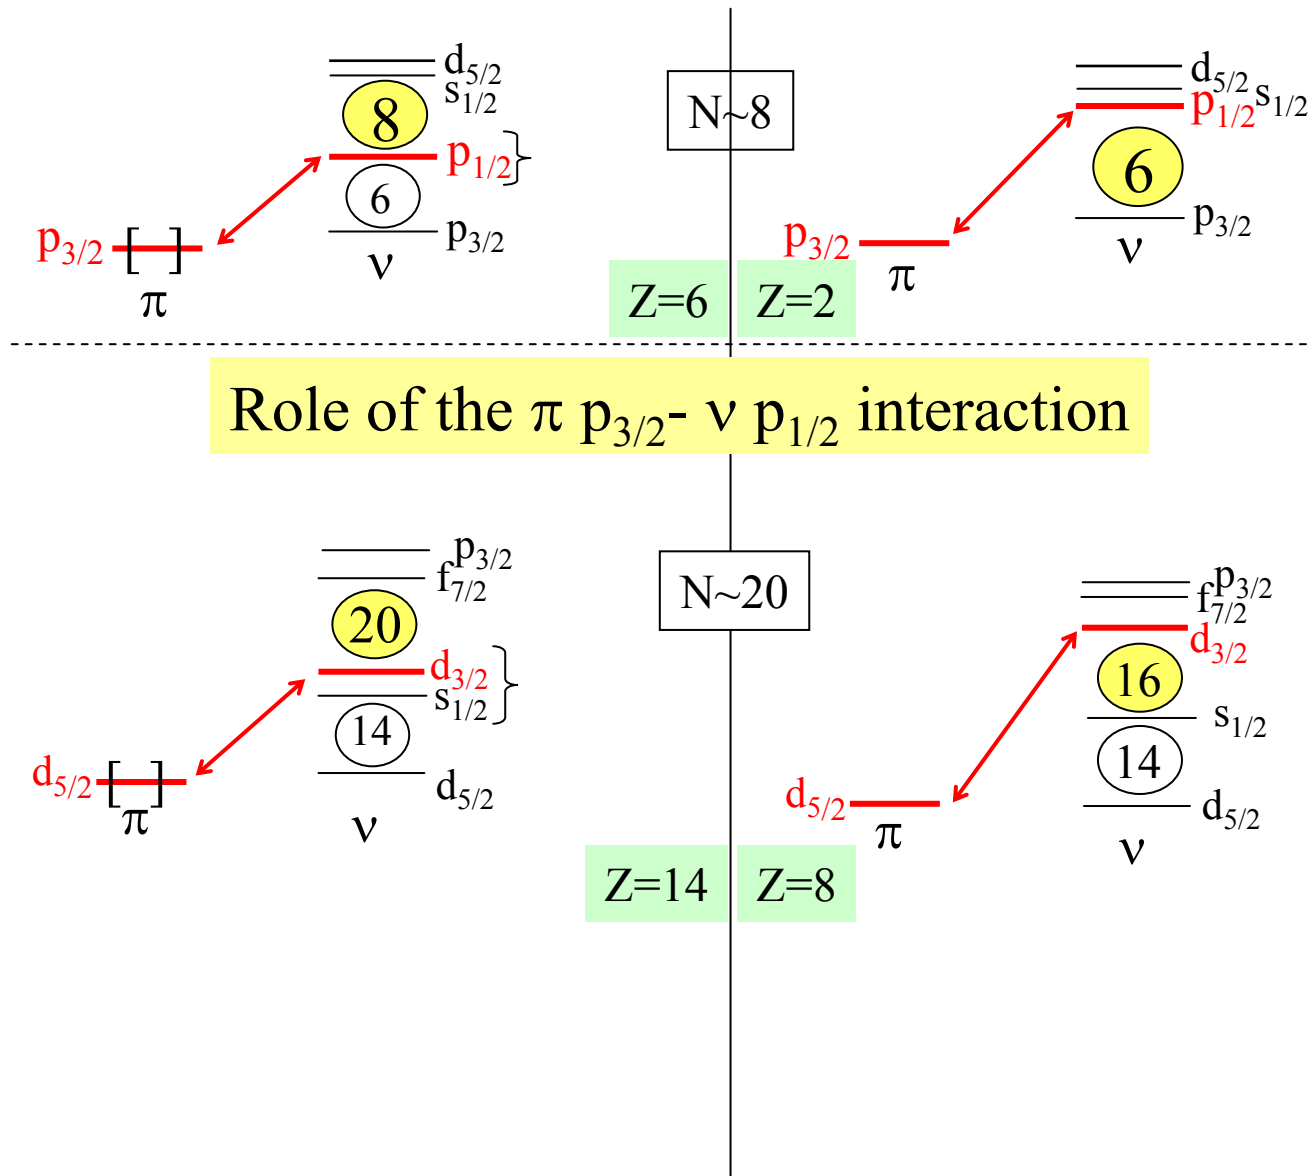 d5/2
s1/2
8
p1/2 }
6
p3/2
ν
p3/2 [ ]
π
N~8
d5/2
s1/2
p1/2
6
p3/2
ν
p3/2
π
Z=6
Z=2
Role of the π p3/2- ν p1/2 interaction
p3/2
f7/2
20
d3/2 }
s1/2
14
d5/2
ν
d5/2 [ ]
π
N~20
p3/2
f7/2
d3/2
16
s1/2
14
d5/2
ν
d5/2
π
Z=14
Z=8